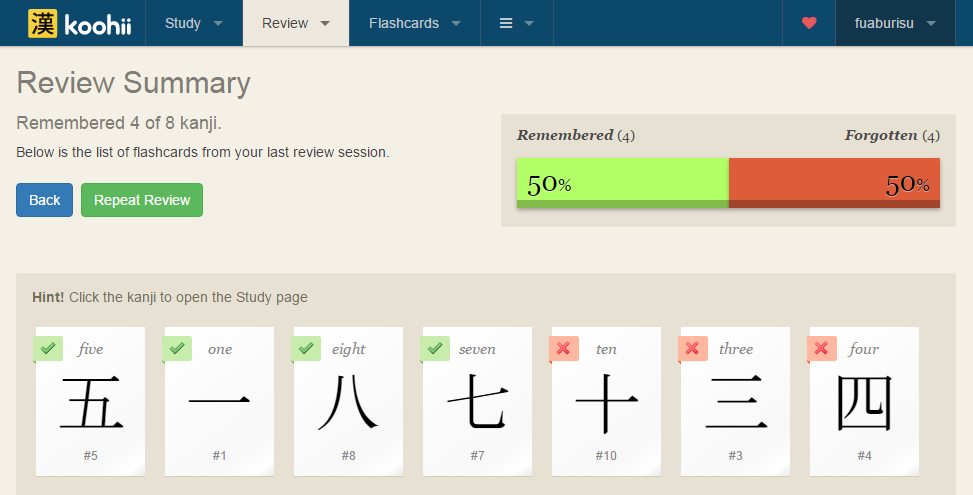 漢 koohii Study Review Flashcards fuaburisu
Review Summary
Remembered 4 of 8 kanji.
Below is the list of flashcards from your last review session.
Back Repeat Review
Remembered (4) Forgotten (4)
50% 50%
Hint! Click the kanji to open the Study page
five one eight seven ten three four
五 一 八 七 十 三 四
#5 #1 #8 #7 #10 #3 #4